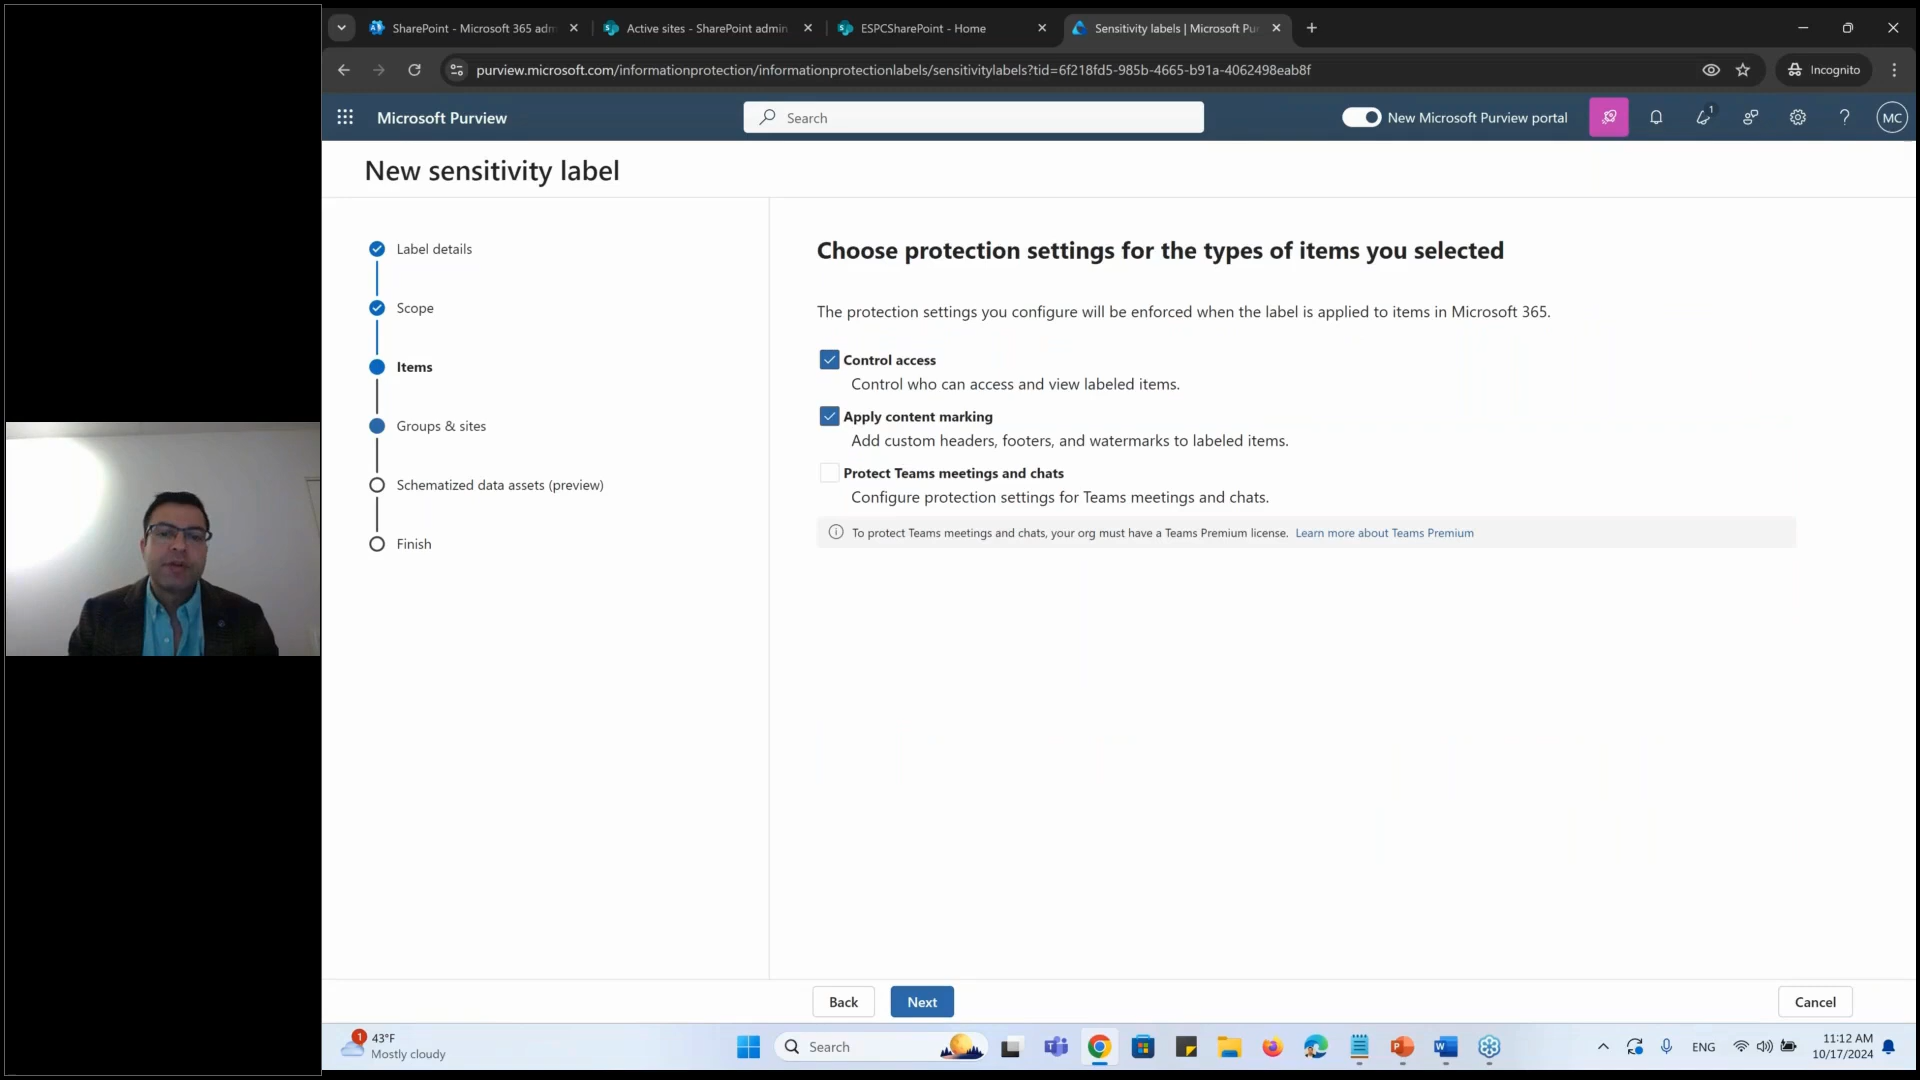 SharePoint - Microsoft 365 adm
Active sites - SharePoint admin
ESPCSharePoint - Home
Sensitivity labels | Microsoft Pur
purview.microsoft.com/informationprotection/informationprotectionlabels/sensitivitylabels?tid=6f218fd5-985b-4665-b91a-4062498eab8f
Incognito
Microsoft Purview
Search
New Microsoft Purview portal
1
MC
New sensitivity label
Label details
Scope
Items
Groups & sites
Schematized data assets (preview)
Finish
Choose protection settings for the types of items you selected
The protection settings you configure will be enforced when the label is applied to items in Microsoft 365.
Control access
Control who can access and view labeled items.
Apply content marking
Add custom headers, footers, and watermarks to labeled items.
Protect Teams meetings and chats
Configure protection settings for Teams meetings and chats.
To protect Teams meetings and chats, your org must have a Teams Premium license. Learn more about Teams Premium
Back
Next
Cancel
1
43°F
Mostly cloudy
Search
ENG
11:12 AM
10/17/2024